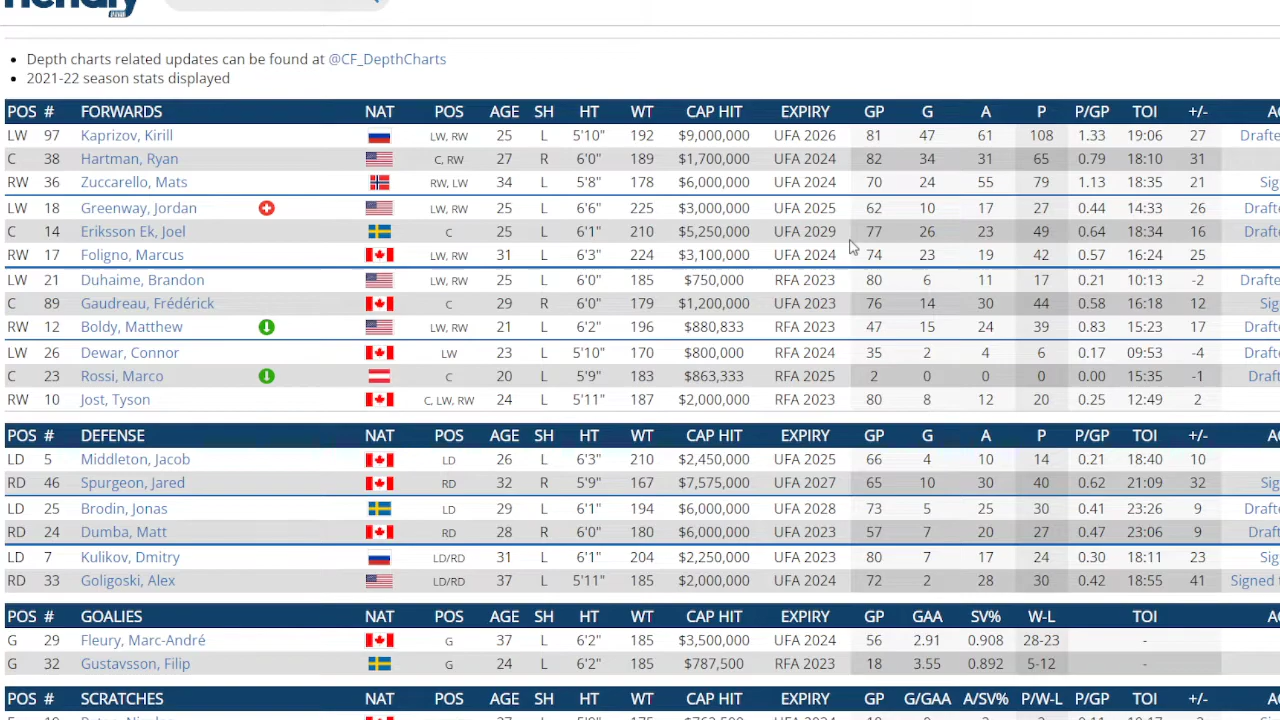 Depth charts related updates can be found at @CF_DepthCharts
2021-22 season stats displayed
POS # FORWARDS NAT POS AGE SH HT WT CAP HIT EXPIRY GP G A P P/GP TOI +/-
LW 97 Kaprizov, Kirill LW, RW 25 L 5'10" 192 $9,000,000 UFA 2026 81 47 61 108 .33 19:06 27 Drafte
C 38 Hartman, Ryan C, RW 27 R 6'0" 89 $1,700,000 UFA 2024 82 34 31 65 0.79 18:10 31
RW 36 Zuccarello, Mats RW, LW 34 L 5'8" 178 $6,000,000 UFA 2024 70 24 55 79 .13 18:35 21 Sig
LW 18 Greenway, Jordan LW, RW 25 L 6'6" 225 $3,000,000 UFA 2025 62 10 17 27 0.44 14:33 26 Drafte
C 14 Eriksson Ek, Joel C 25 L 6'1" 210 $5,250,000 UFA 2029 77 26 23 49 .64 18:34 16 Drafte
RW 17 Foligno, Marcus LW, RW 31 L 6'3" 224 $3,100,000 UFA 2024 74 23 19 42 0.57 16:24 25
LW 21 Duhaime, Brandon LW, RW 25 L 6'0" 185 $750,000 RFA 2023 80 6 11 17 0.21 10:13 -2 Drafte
C 89 Gaudreau, Frédérick C 29 R 6'0" $1,200,000 UFA 2023 76 14 30 44 .58 16:18 12 Sig
RW 12 Boldy, Matthew LW, RW 21 L 6'2" 96 $880,833 RFA 2023 47 15 24 39 0.83 15:23 17 Draft
LW 26 Dewar, Connor LW 23 L 5'10" $800,000 RFA 2024 35 2 4 6 0.17 09:53 -4 Drafte
C 23 Rossi, Marco C 20 L 5'9" $863,333 RFA 2025 2 0 0 0 0.00 15:35 -1 Draft
RW 10 Jost, Tyson C, LW, RW 24 L 5'11" 187 $2,000,000 RFA 2023 80 8 12 20 0.25 12:49 2
POS # DEFENSE NAT POS AGE SH HT WT CAP HIT EXPIRY GP G A P P/GP TOI +/-
LD 5 Middleton, Jacob LD 26 L 6'3" 210 $2,450,000 UFA 2025 66 4 10 14 0.21 18:40 10
RD 46 Spurgeon, Jared RD 32 R 5'9" 167 $7,575,000 UFA 2027 65 10 30 40 0.62 21:09 32 Sig
LD 25 Brodin, Jonas LD 29 L 6'1" 94 $6,000,000 UFA 2028 73 5 25 30 .41 23:26 9 Drafte
RD 24 Dumba, Matt RD 28 R 6'0" 180 $6,000,000 UFA 2023 57 7 20 27 0.47 23:06 9 Draft
LD 7 Kulikov, Dmitry LD/RD 31 L 6'1" 04 $2,250,000 UFA 2023 80 7 17 24 .30 18:11 23 Sig
RD 33 Goligoski, Alex LD/RD 37 L 5'11" $2,000,000 UFA 2024 72 2 28 30 .42 18:55 41 Signed
POS # GOALIES NAT POS AGE SH HT WT CAP HIT EXPIRY GP GAA SV% W-L TOI
G 29 Fleury, Marc-André G 37 L 6'2" 185 $3,500,000 UFA 2024 56 2.91 0.908 28-23 -
G 32 Gustavsson, Filip G 24 L 6'2" 185 $787,500 RFA 2023 18 3.55 0.892 5-12 -
POS # SCRATCHES NAT POS AGE SH HT WT CAP HIT EXPIRY GP G/GAA A/SV% P/W-L P/GP TOI +/-